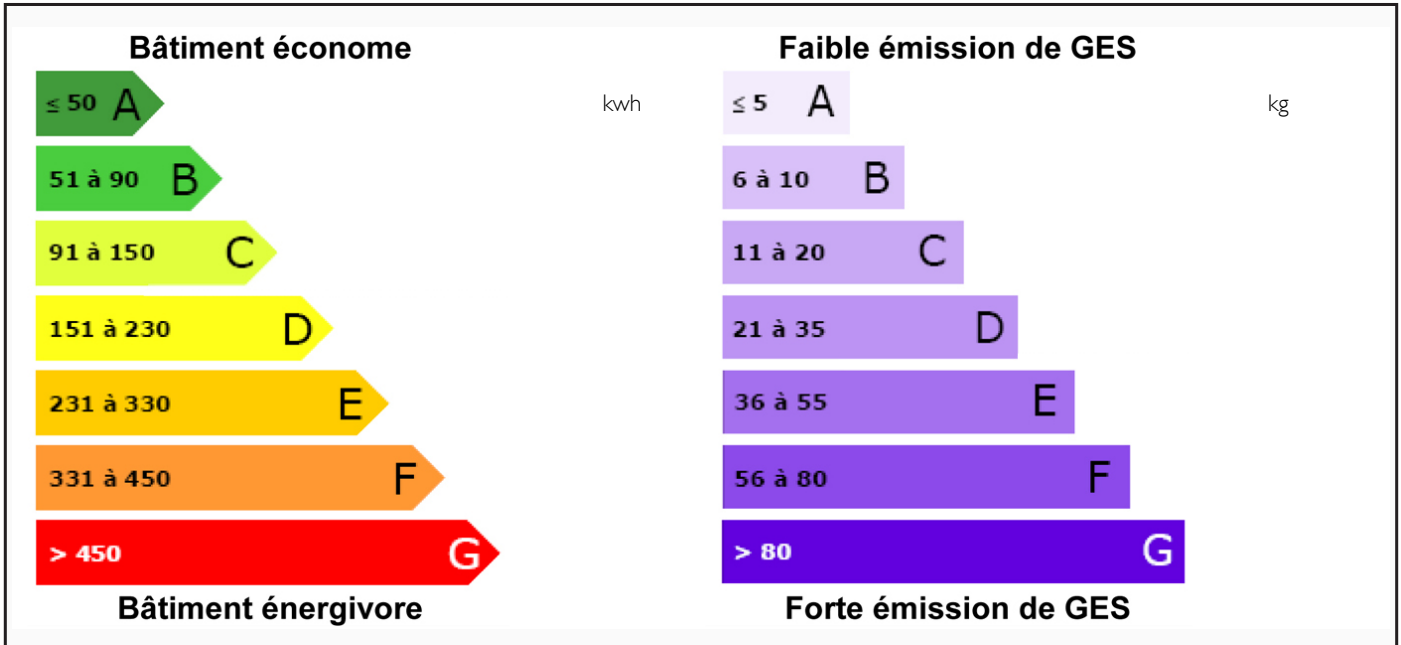 Bâtiment économe
≤ 50 A
kwh
51 à 90 B
91 à 150 C
151 à 230 D
231 à 330 E
331 à 450 F
> 450 G
Bâtiment énergivore
Faible émission de GES
≤ 5 A
kg
6 à 10 B
11 à 20 C
21 à 35 D
36 à 55 E
56 à 80 F
> 80 G
Forte émission de GES